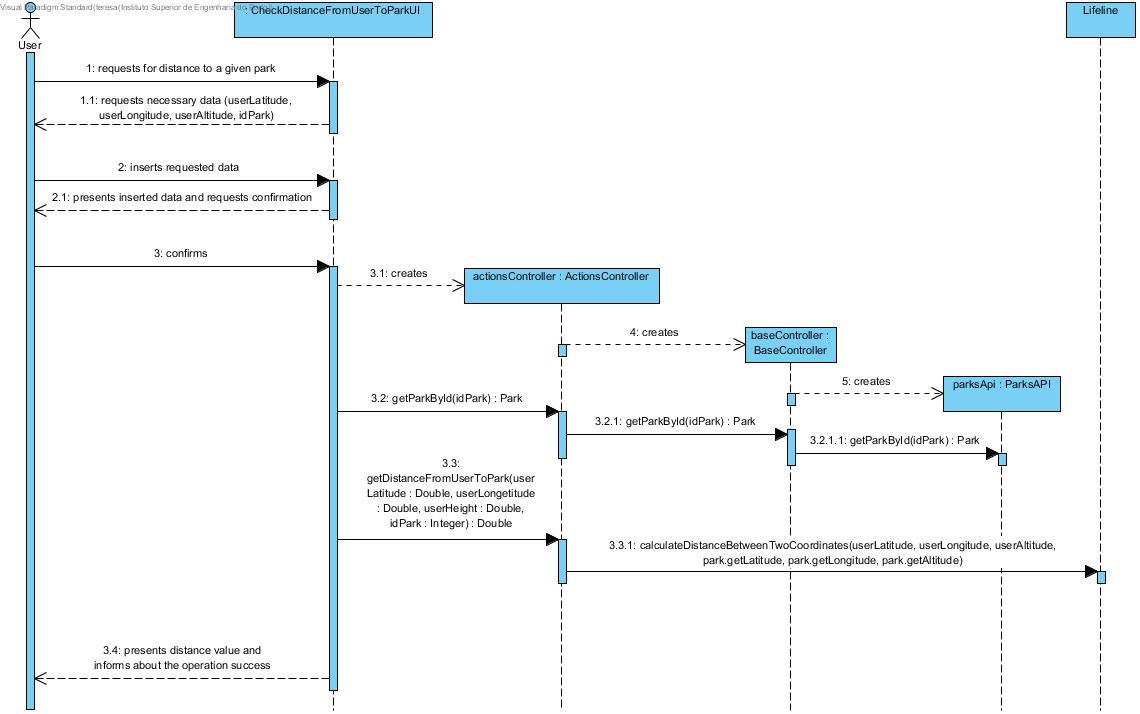 Visual Paradigm Standard(teresa(Instituto Superior de Engenharia
: CheckDistanceFromUserToParkUI
Lifeline
User
1: requests for distance to a given park
1.1: requests necessary data (userLatitude,
userLongitude, userAltitude, idPark)
2: inserts requested data
2.1: presents inserted data and requests confirmation
3: confirms
3.1: creates
actionsController : ActionsController
4: creates
baseController :
BaseController
5: creates
parksApi : ParksAPI
3.2: getParkById(idPark) : Park
3.2.1: getParkById(idPark) : Park
3.2.1.1: getParkById(idPark) : Park
3.3:
getDistanceFromUserToPark(user
Latitude : Double, userLongetitude
: Double, userHeight : Double,
idPark : Integer) : Double
3.3.1: calculateDistanceBetweenTwoCoordinates(userLatitude, userLongitude, userAltitude,
park.getLatitude, park.getLongitude, park.getAltitude)
3.4: presents distance value and
informs about the operation success